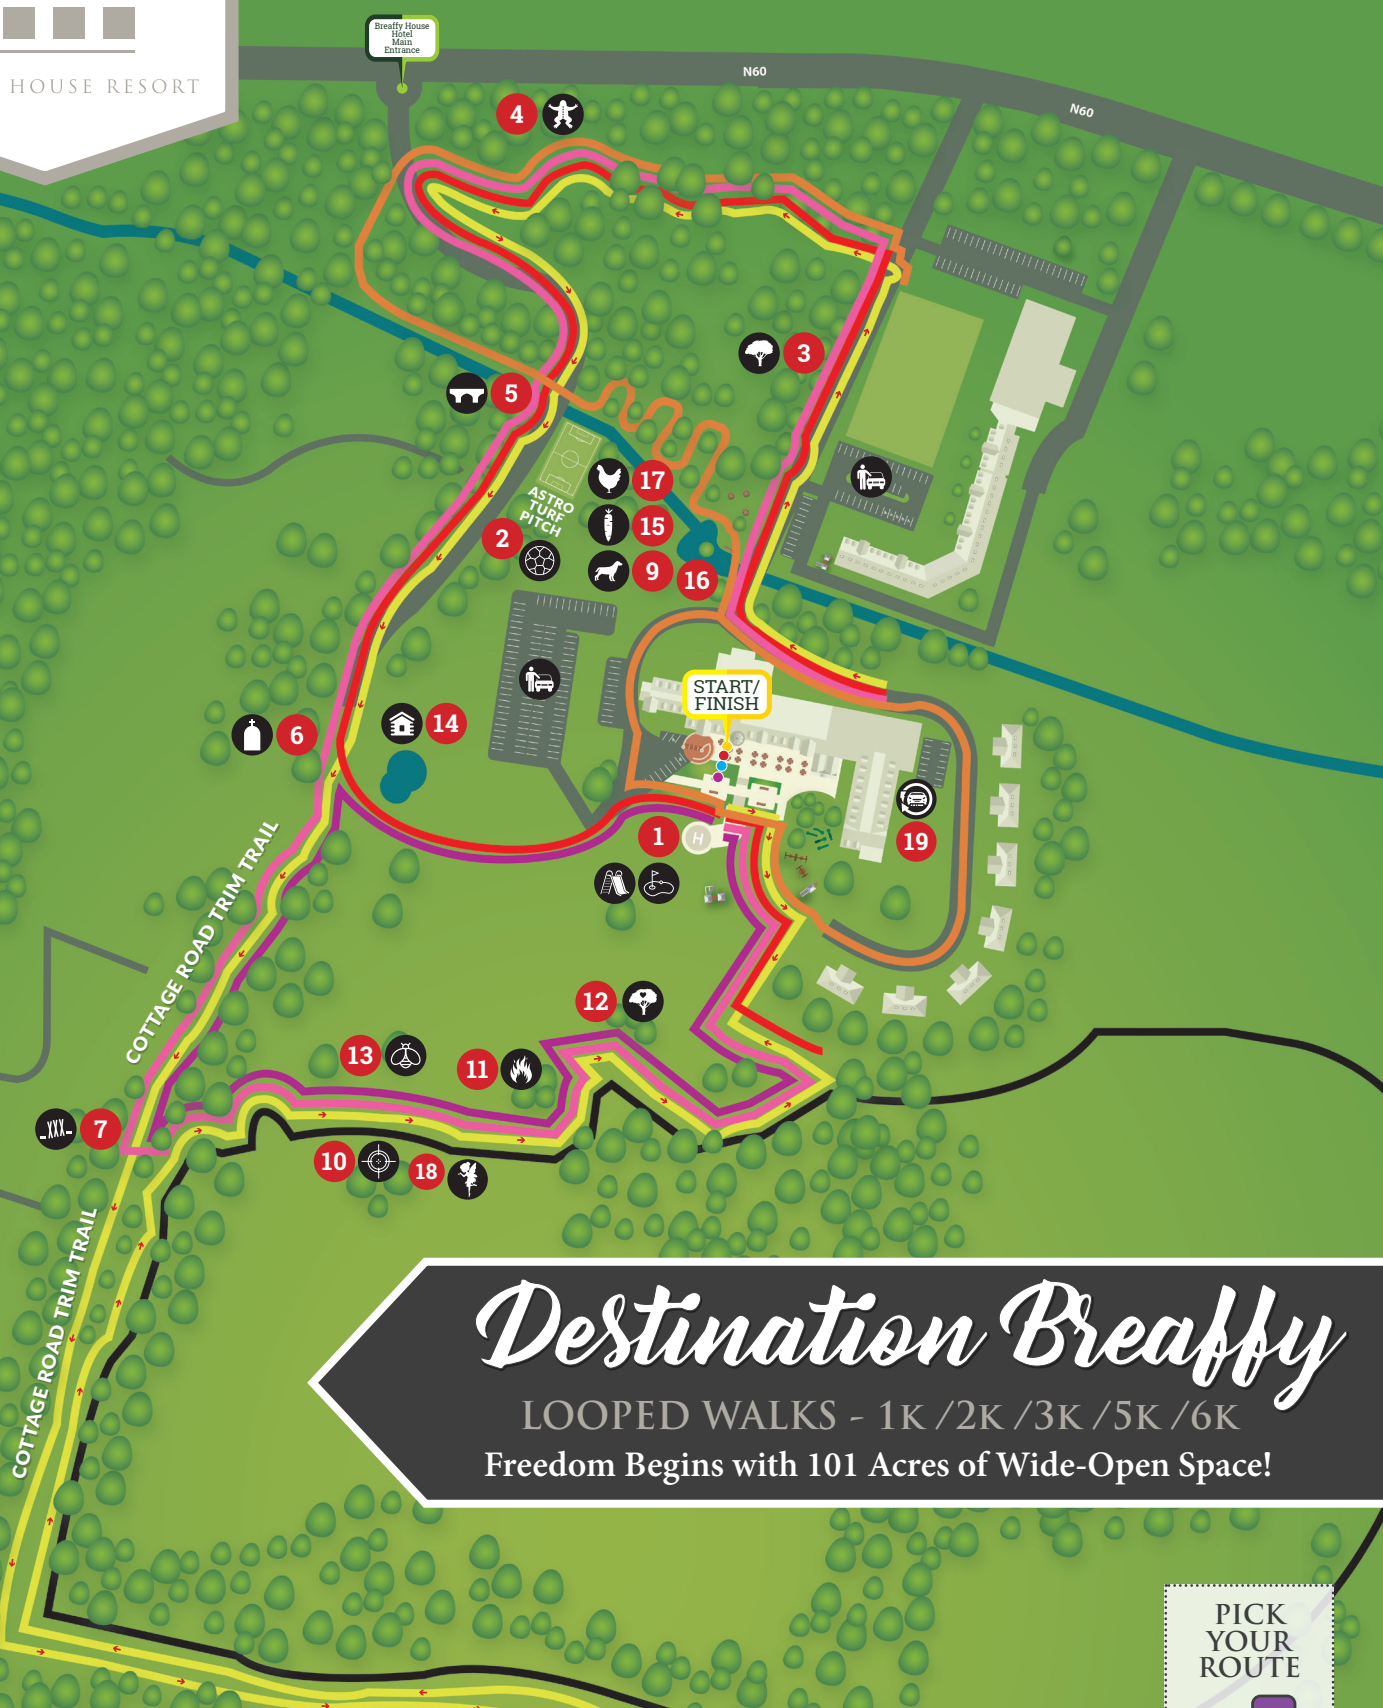 HOUSE RESORT
Breaffy House
Hotel
Main
Entrance
N60
N60
4
3
5
17
ASTRO
TURF
PITCH
15
2
9
16
START/
FINISH
14
6
1
H
19
COTTAGE ROAD TRIM TRAIL
12
13
11
7
10
18
COTTAGE ROAD TRIM TRAIL
Destination Breaffy
LOOPED WALKS - 1K /2K /3K /5K /6K
Freedom Begins with 101 Acres of Wide-Open Space!
PICK
YOUR
ROUTE